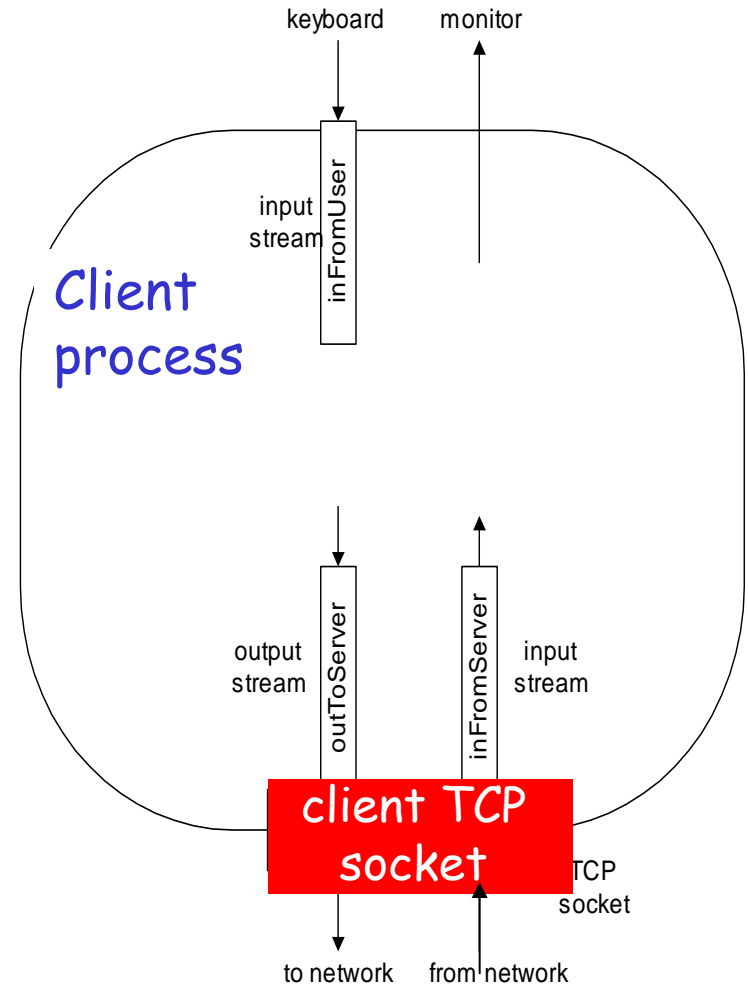 keyboard monitor
input
stream
inFromUser
Client
process
output
stream
outToServer
inFromServer
input
stream
client TCP
socket
TCP
socket
to network from network